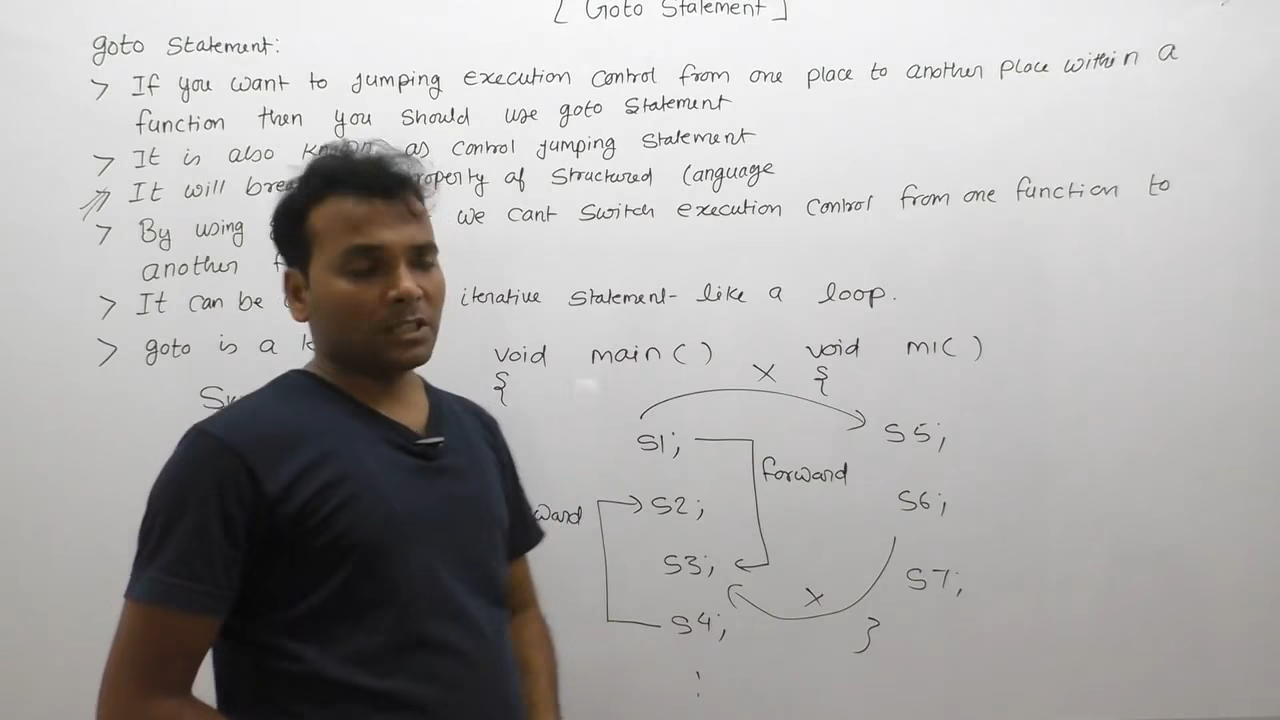 [ Goto Statement ]
goto Statement:
> If you want to jumping execution control from one place to another place within a
function then you should use goto Statement
> It is also known as control jumping statement
> It will property of Structured Language
> By using we cant switch execution control from one function to
another
> It can be iterative statement- like a loop.
> goto is a
void main( ) void m1( )
{ {
X
S1; S5;
forward
ward S2; S6;
S3; S7;
X
S4; }
: